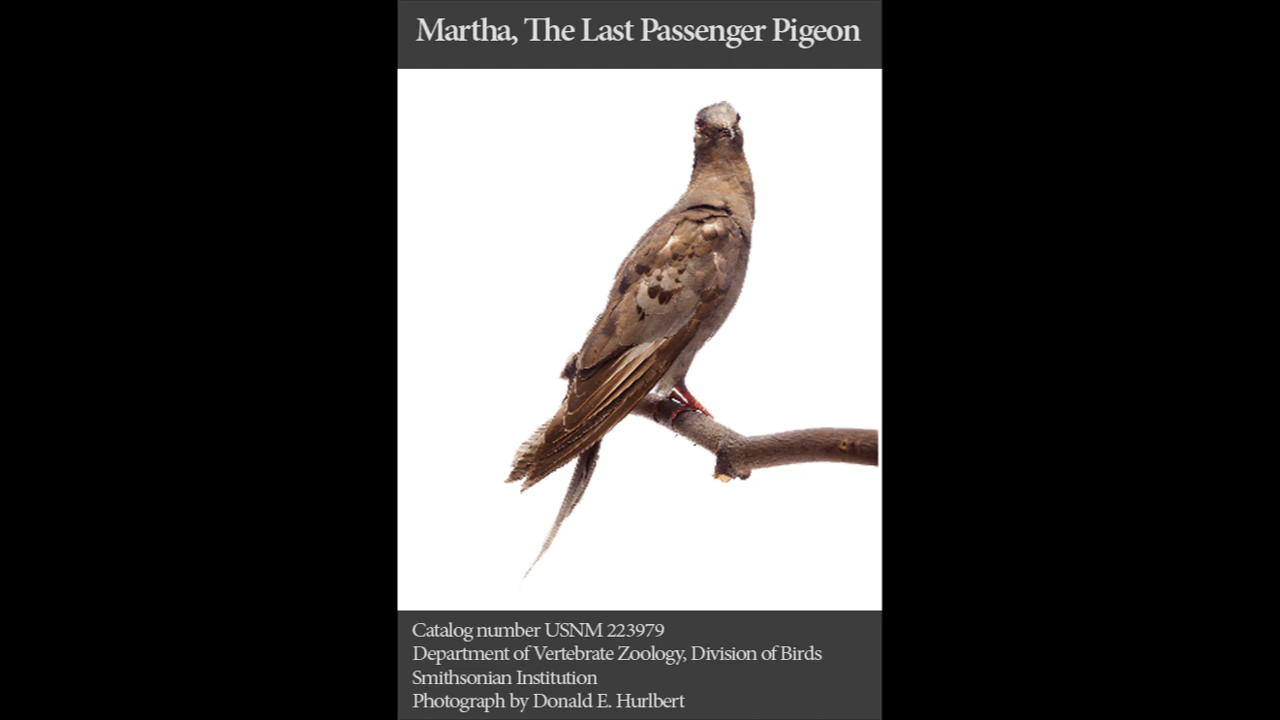 Martha, The Last Passenger Pigeon
Catalog number USNM 223979
Department of Vertebrate Zoology, Division of Birds
Smithsonian Institution
Photograph by Donald E. Hurlbert